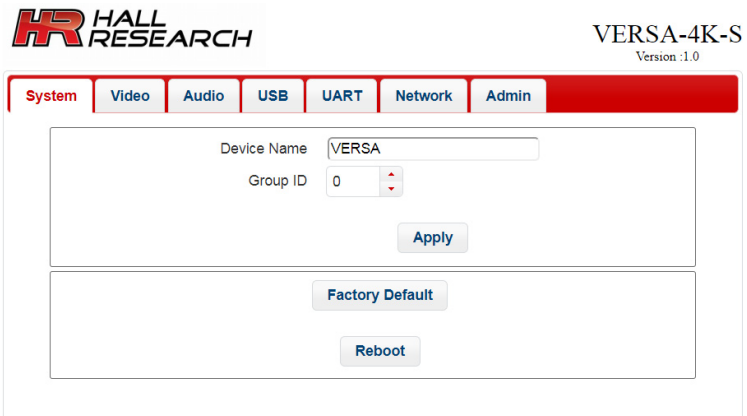 HR HALL
RESEARCH
VERSA-4K-S
Version :1.0
System Video Audio USB UART Network Admin
Device Name VERSA
Group ID 0
Apply
Factory Default
Reboot